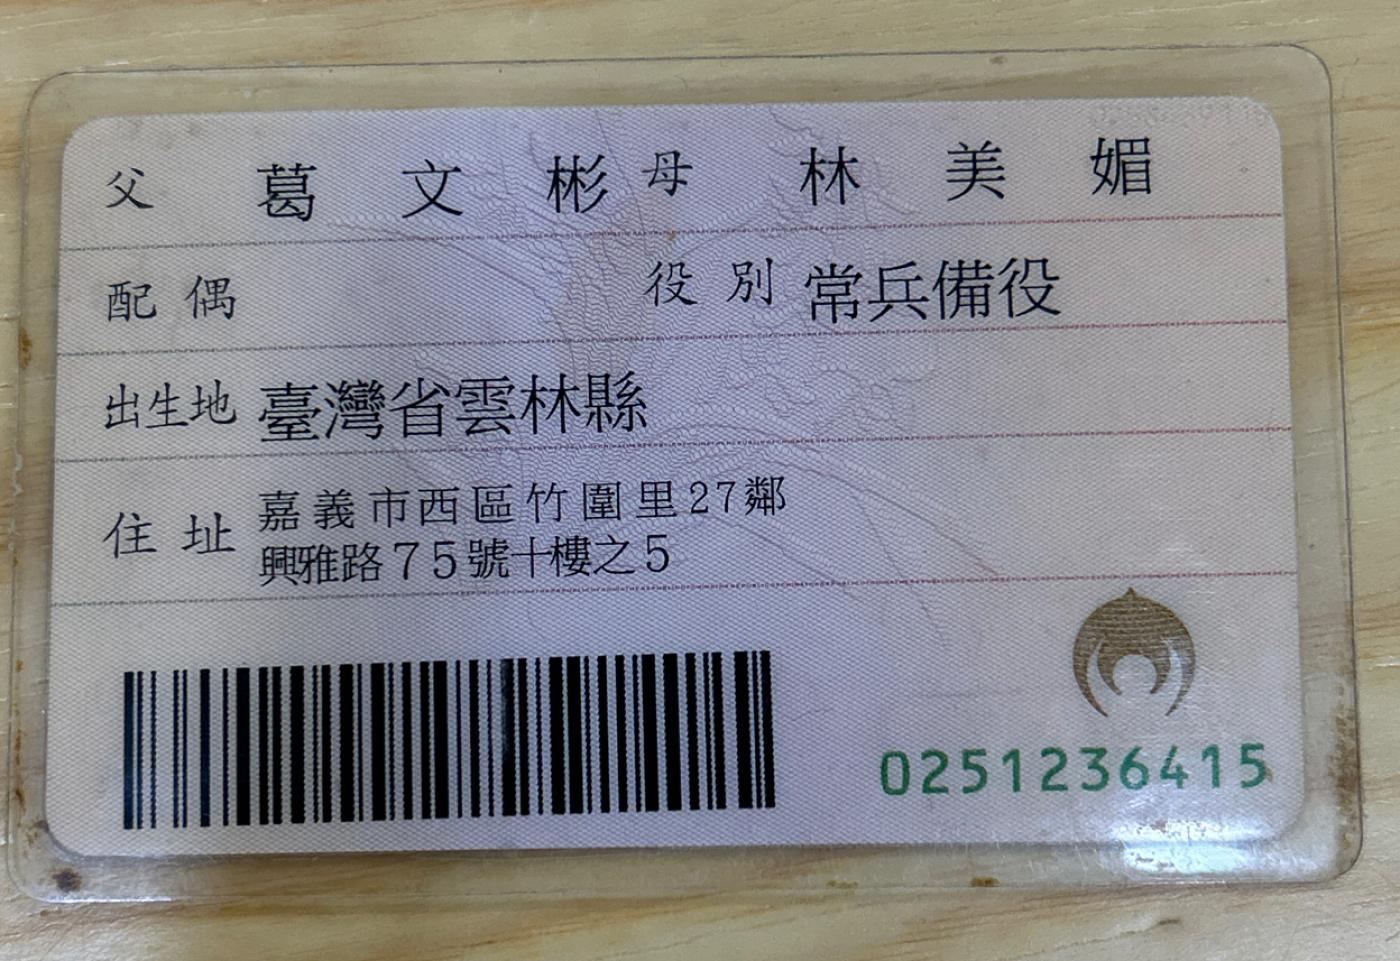 父 葛文彬 母 林美媚
配偶 役別 常兵備役
出生地 臺灣省雲林縣
住址 嘉義市西區竹圍里27鄰
興雅路75號十樓之5
0251236415